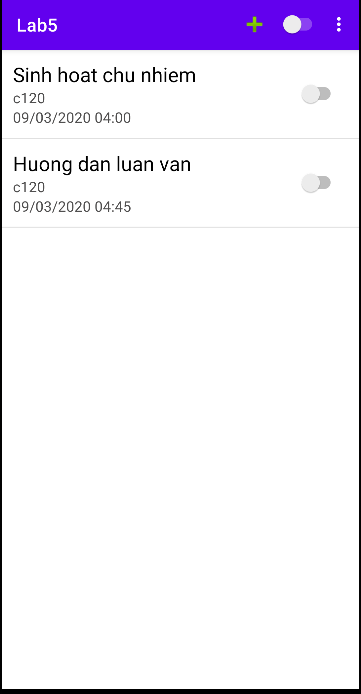 Lab5
Sinh hoat chu nhiem
c120
09/03/2020 04:00
Huong dan luan van
c120
09/03/2020 04:45